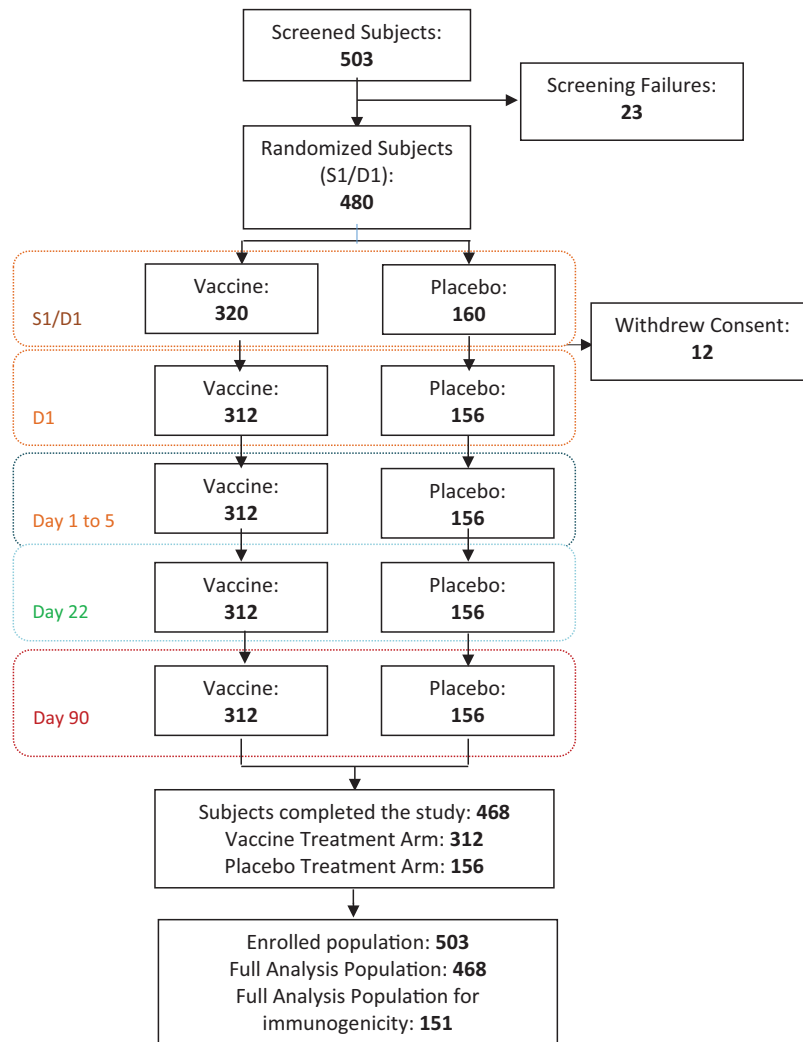 Screened Subjects:
503
Screening Failures:
23
Randomized Subjects
(S1/D1):
480
S1/D1
Vaccine:
320
Placebo:
160
Withdrew Consent:
12
D1
Vaccine:
312
Placebo:
156
Day 1 to 5
Vaccine:
312
Placebo:
156
Day 22
Vaccine:
312
Placebo:
156
Day 90
Vaccine:
312
Placebo:
156
Subjects completed the study: 468
Vaccine Treatment Arm: 312
Placebo Treatment Arm: 156
Enrolled population: 503
Full Analysis Population: 468
Full Analysis Population for
immunogenicity: 151